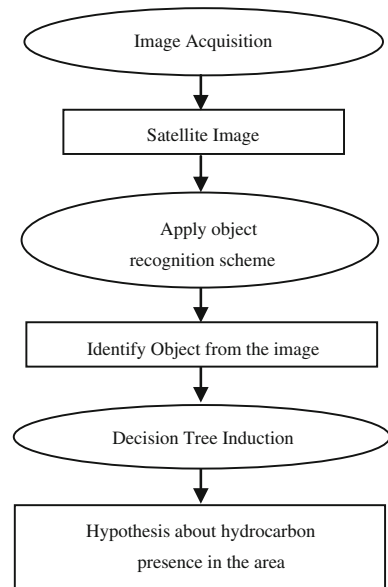 Image Acquisition
Satellite Image
Apply object
recognition scheme
Identify Object from the image
Decision Tree Induction
Hypothesis about hydrocarbon
presence in the area